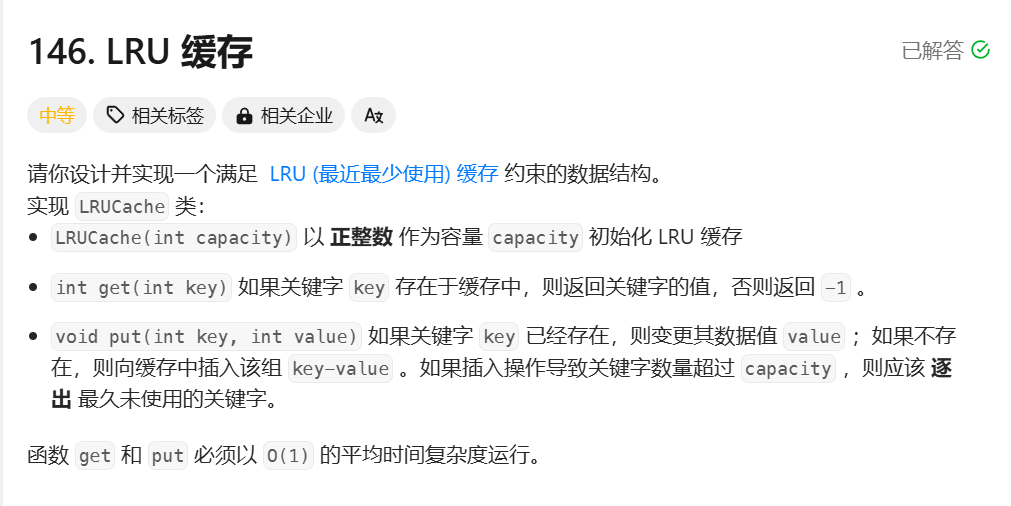 146. LRU 缓存
已解答
中等
相关标签
相关企业
请你设计并实现一个满足 LRU (最近最少使用) 缓存 约束的数据结构。
实现 LRUCache 类：
LRUCache(int capacity) 以 正整数 作为容量 capacity 初始化 LRU 缓存
int get(int key) 如果关键字 key 存在于缓存中，则返回关键字的值，否则返回 -1 。
void put(int key, int value) 如果关键字 key 已经存在，则变更其数据值 value ；如果不存
在，则向缓存中插入该组 key-value 。如果插入操作导致关键字数量超过 capacity ，则应该 逐
出 最久未使用的关键字。
函数 get 和 put 必须以 O(1) 的平均时间复杂度运行。